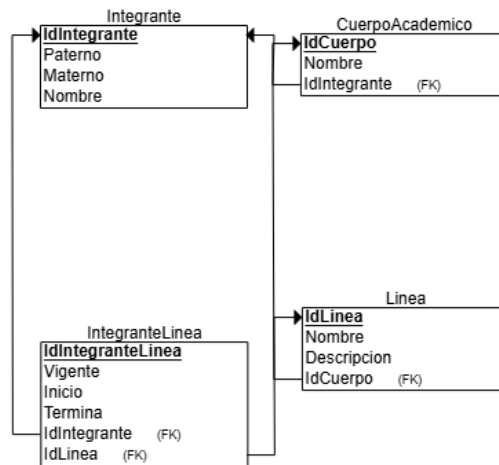 Integrante
IdIntegrante
Paterno
Materno
Nombre
CuerpoAcademico
IdCuerpo
Nombre
IdIntegrante (FK)
IntegranteLinea
IdIntegranteLinea
Vigente
Inicio
Termina
IdIntegrante (FK)
IdLinea (FK)
Linea
IdLinea
Nombre
Descripcion
IdCuerpo (FK)